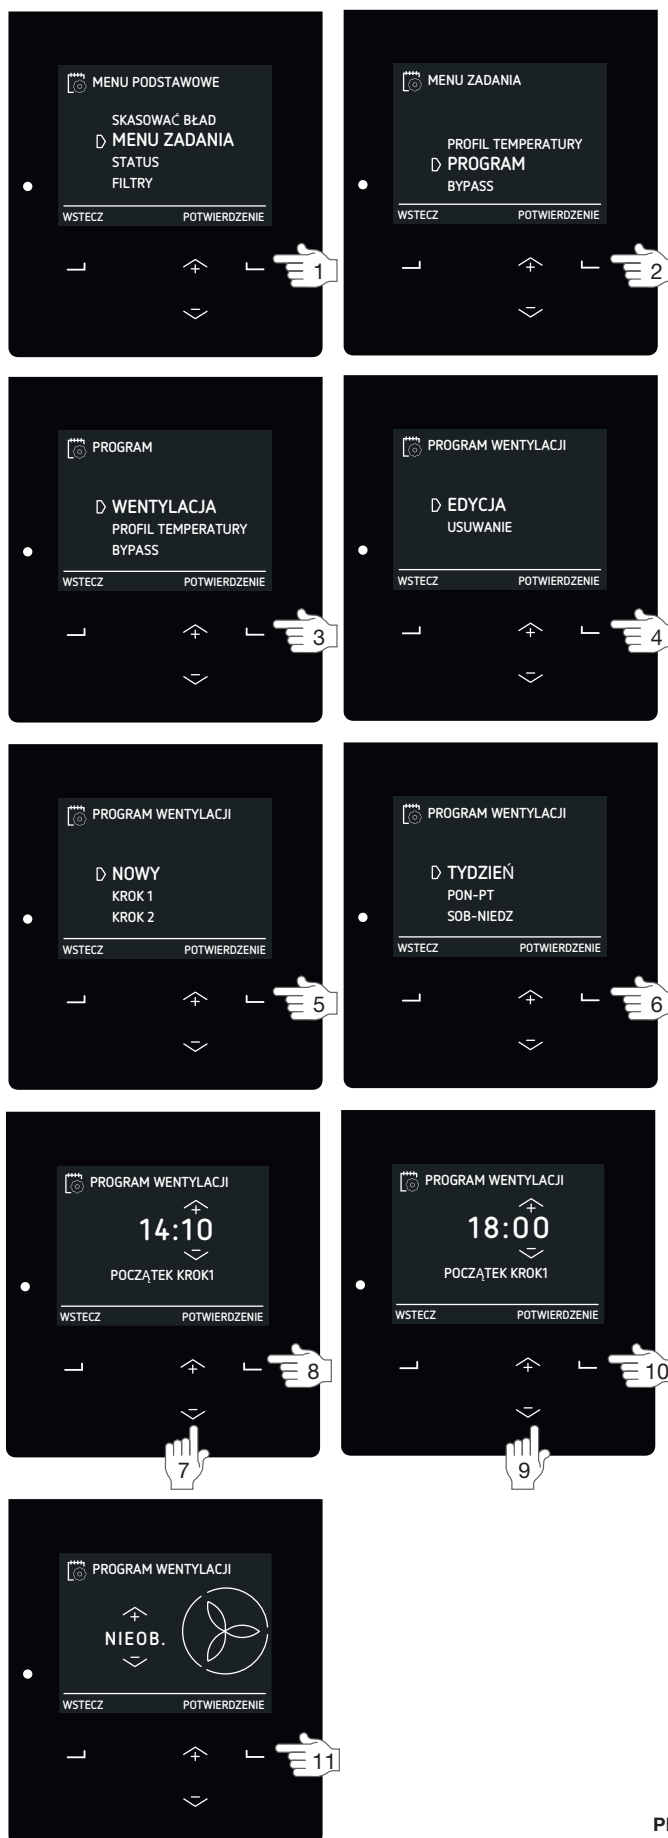 MENU PODSTAWOWE
SKASOWAĆ BŁAD
MENU ZADANIA
STATUS
FILTRY
WSTECZ POTWIERDZENIE
1
MENU ZADANIA
PROFIL TEMPERATURY
PROGRAM
BYPASS
WSTECZ POTWIERDZENIE
2
PROGRAM
WENTYLACJA
PROFIL TEMPERATURY
BYPASS
WSTECZ POTWIERDZENIE
3
PROGRAM WENTYLACJI
EDYCJA
USUWANIE
WSTECZ POTWIERDZENIE
4
PROGRAM WENTYLACJI
NOWY
KROK 1
KROK 2
WSTECZ POTWIERDZENIE
5
PROGRAM WENTYLACJI
TYDZIEŃ
PON-PT
SOB-NIEDZ
WSTECZ POTWIERDZENIE
6
PROGRAM WENTYLACJI
14:10
POCZĄTEK KROK1
WSTECZ POTWIERDZENIE
8
7
PROGRAM WENTYLACJI
18:00
POCZĄTEK KROK1
WSTECZ POTWIERDZENIE
10
9
PROGRAM WENTYLACJI
NIEOB.
WSTECZ POTWIERDZENIE
11